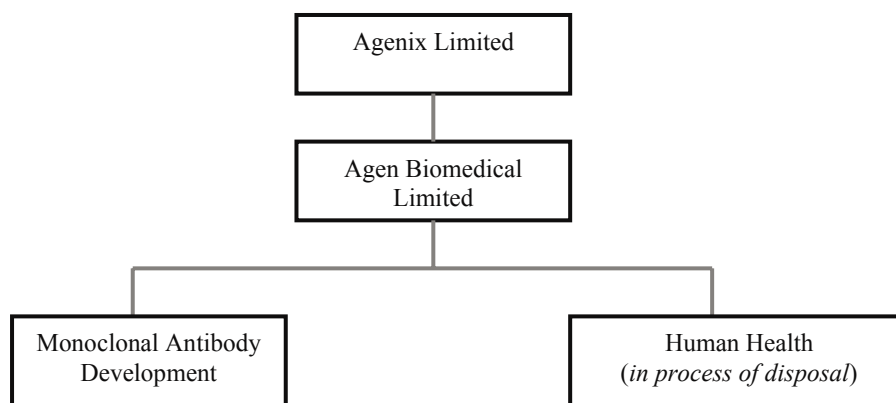 Agenix Limited
Agen Biomedical
Limited
Monoclonal Antibody
Development
Human Health
(in process of disposal)